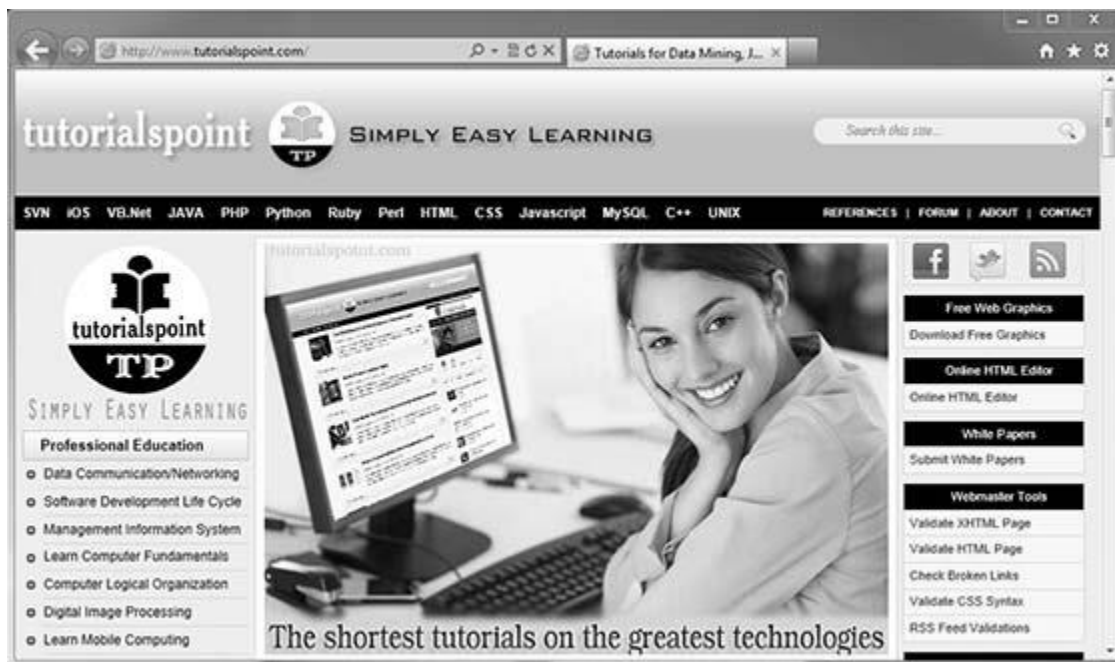 http://www.tutorialspoint.com/
Tutorials for Data Mining, J...
tutorialspoint
TP
SIMPLY EASY LEARNING
Search this site...
SVN iOS VB.Net JAVA PHP Python Ruby Perl HTML CSS Javascript MySQL C++ UNIX
REFERENCES | FORUM | ABOUT | CONTACT
tutorialspoint
TP
SIMPLY EASY LEARNING
Professional Education
Data Communication/Networking
Software Development Life Cycle
Management Information System
Learn Computer Fundamentals
Computer Logical Organization
Digital Image Processing
Learn Mobile Computing
tutorialspoint.com
The shortest tutorials on the greatest technologies
Free Web Graphics
Download Free Graphics
Online HTML Editor
Online HTML Editor
White Papers
Submit White Papers
Webmaster Tools
Validate XHTML Page
Validate HTML Page
Check Broken Links
Validate CSS Syntax
RSS Feed Validations